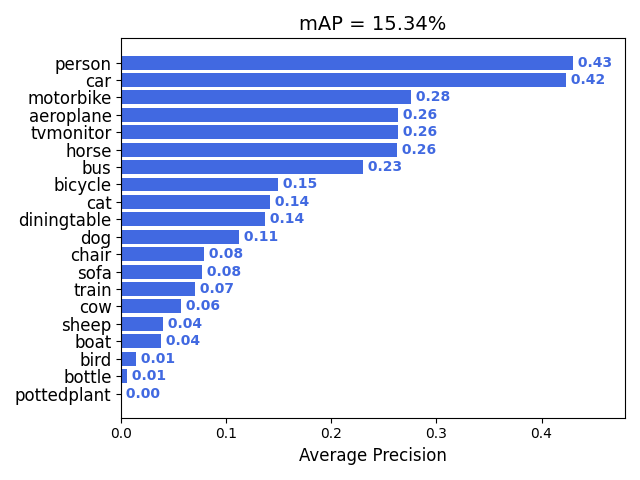 mAP = 15.34%
person 0.43
car 0.42
motorbike 0.28
aeroplane 0.26
tvmonitor 0.26
horse 0.26
bus 0.23
bicycle 0.15
cat 0.14
diningtable 0.14
dog 0.11
chair 0.08
sofa 0.08
train 0.07
cow 0.06
sheep 0.04
boat 0.04
bird 0.01
bottle 0.01
pottedplant 0.00
0.0 0.1 0.2 0.3 0.4
Average Precision